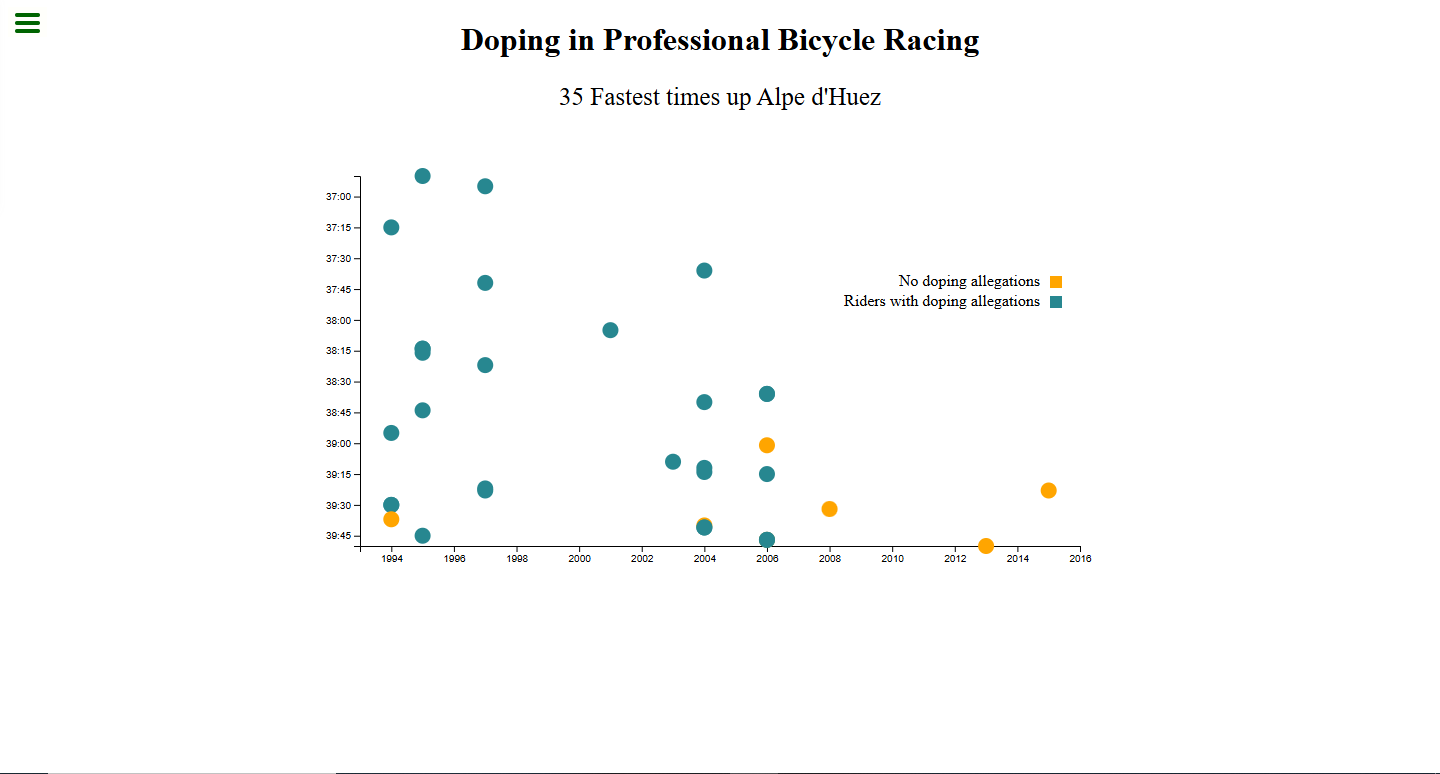 Doping in Professional Bicycle Racing
35 Fastest times up Alpe d'Huez
37:00
37:15
37:30
No doping allegations
37:45
Riders with doping allegations
38:00
38:15
38:30
38:45
39:00
39:15
39:30
39:45
1994 1996 1998 2000 2002 2004 2006 2008 2010 2012 2014 2016